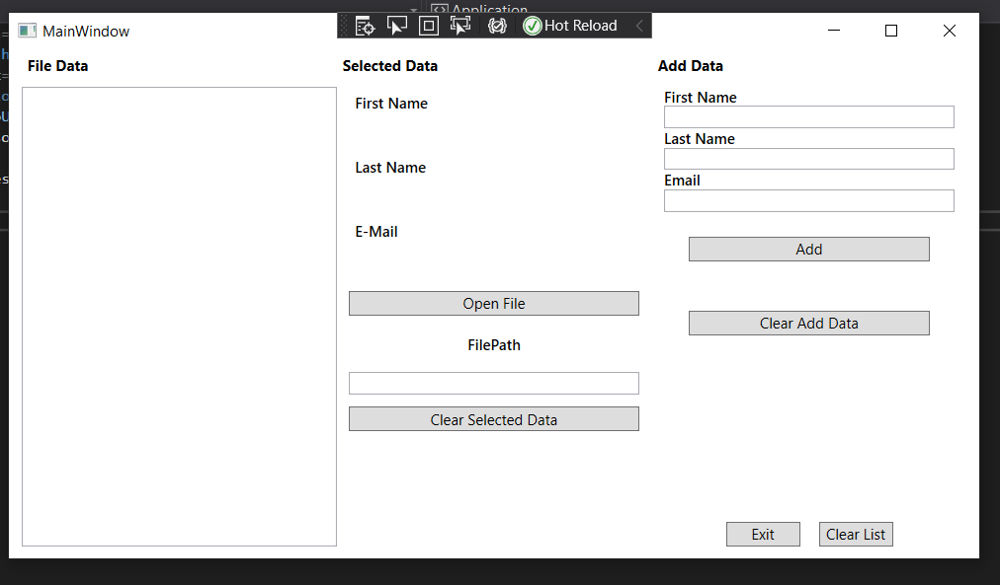 Application
MainWindow
Hot Reload
File Data
Selected Data
Add Data
First Name
Last Name
E-Mail
Open File
FilePath
Clear Selected Data
First Name
Last Name
Email
Add
Clear Add Data
Exit
Clear List